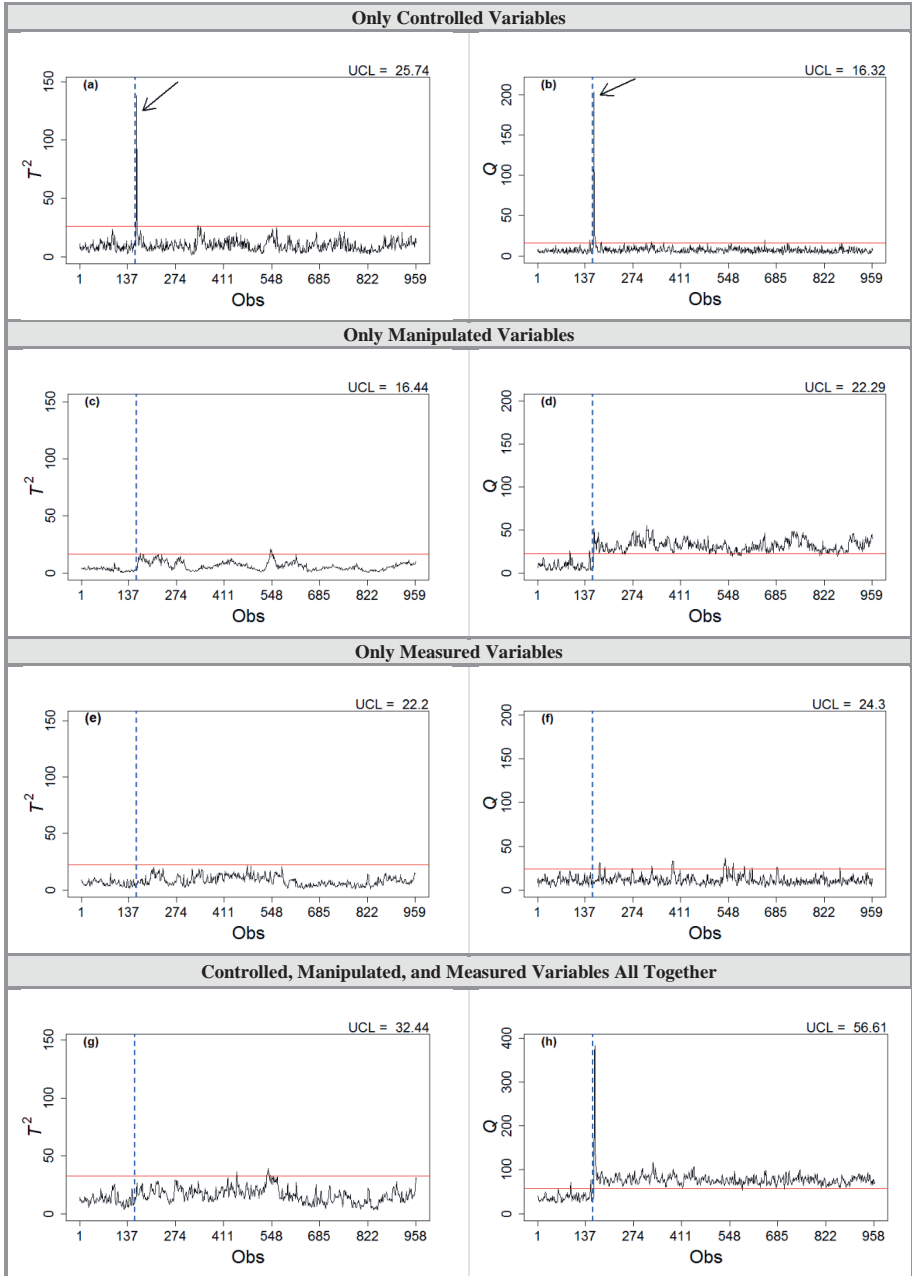 Only Controlled Variables
UCL = 25.74
(a)
150
100
50
0
T²
1 137 274 411 548 685 822 959
Obs
UCL = 16.32
(b)
200
150
100
50
0
Q
1 137 274 411 548 685 822 959
Obs
Only Manipulated Variables
UCL = 16.44
(c)
150
100
50
0
T²
1 137 274 411 548 685 822 959
Obs
UCL = 22.29
(d)
200
150
100
50
0
Q
1 137 274 411 548 685 822 959
Obs
Only Measured Variables
UCL = 22.2
(e)
150
100
50
0
T²
1 137 274 411 548 685 822 959
Obs
UCL = 24.3
(f)
200
150
100
50
0
Q
1 137 274 411 548 685 822 959
Obs
Controlled, Manipulated, and Measured Variables All Together
UCL = 32.44
(g)
150
100
50
0
T²
1 137 274 411 548 685 822 959
Obs
UCL = 56.61
(h)
400
300
200
100
0
Q
1 137 274 411 548 685 822 958
Obs